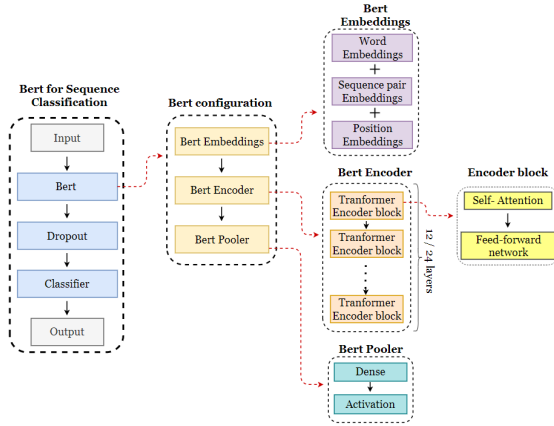 Bert for Sequence
Classification
Input
Bert
Dropout
Classifier
Output
Bert configuration
Bert Embeddings
Bert Encoder
Bert Pooler
Bert
Embeddings
Word
Embeddings
+
Sequence pair
Embeddings
+
Position
Embeddings
Bert Encoder
Tranformer
Encoder block
Tranformer
Encoder block
Tranformer
Encoder block
12 / 24 layers
Encoder block
Self- Attention
Feed-forward
network
Bert Pooler
Dense
Activation